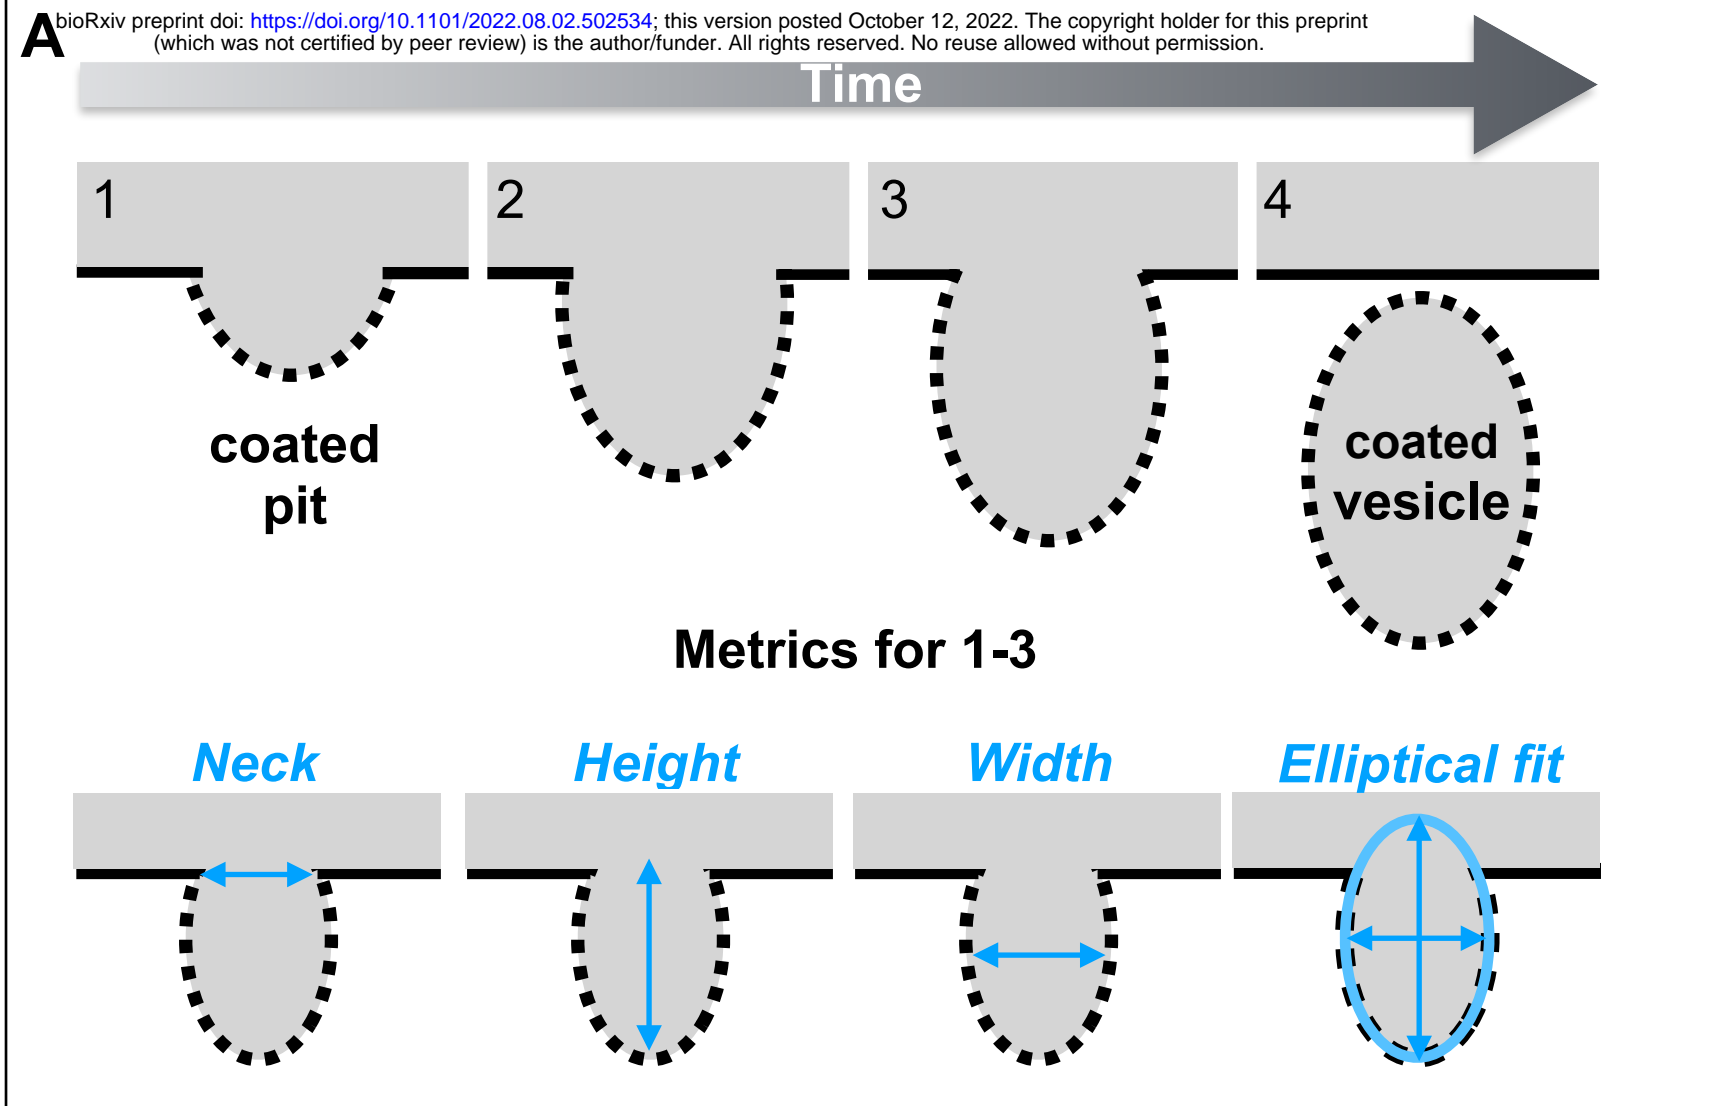 A
bioRxiv preprint doi: https://doi.org/10.1101/2022.08.02.502534; this version posted October 12, 2022. The copyright holder for this preprint
(which was not certified by peer review) is the author/funder. All rights reserved. No reuse allowed without permission.
Time
1 2 3 4
coated
pit
coated
vesicle
Metrics for 1-3
Neck Height Width Elliptical fit